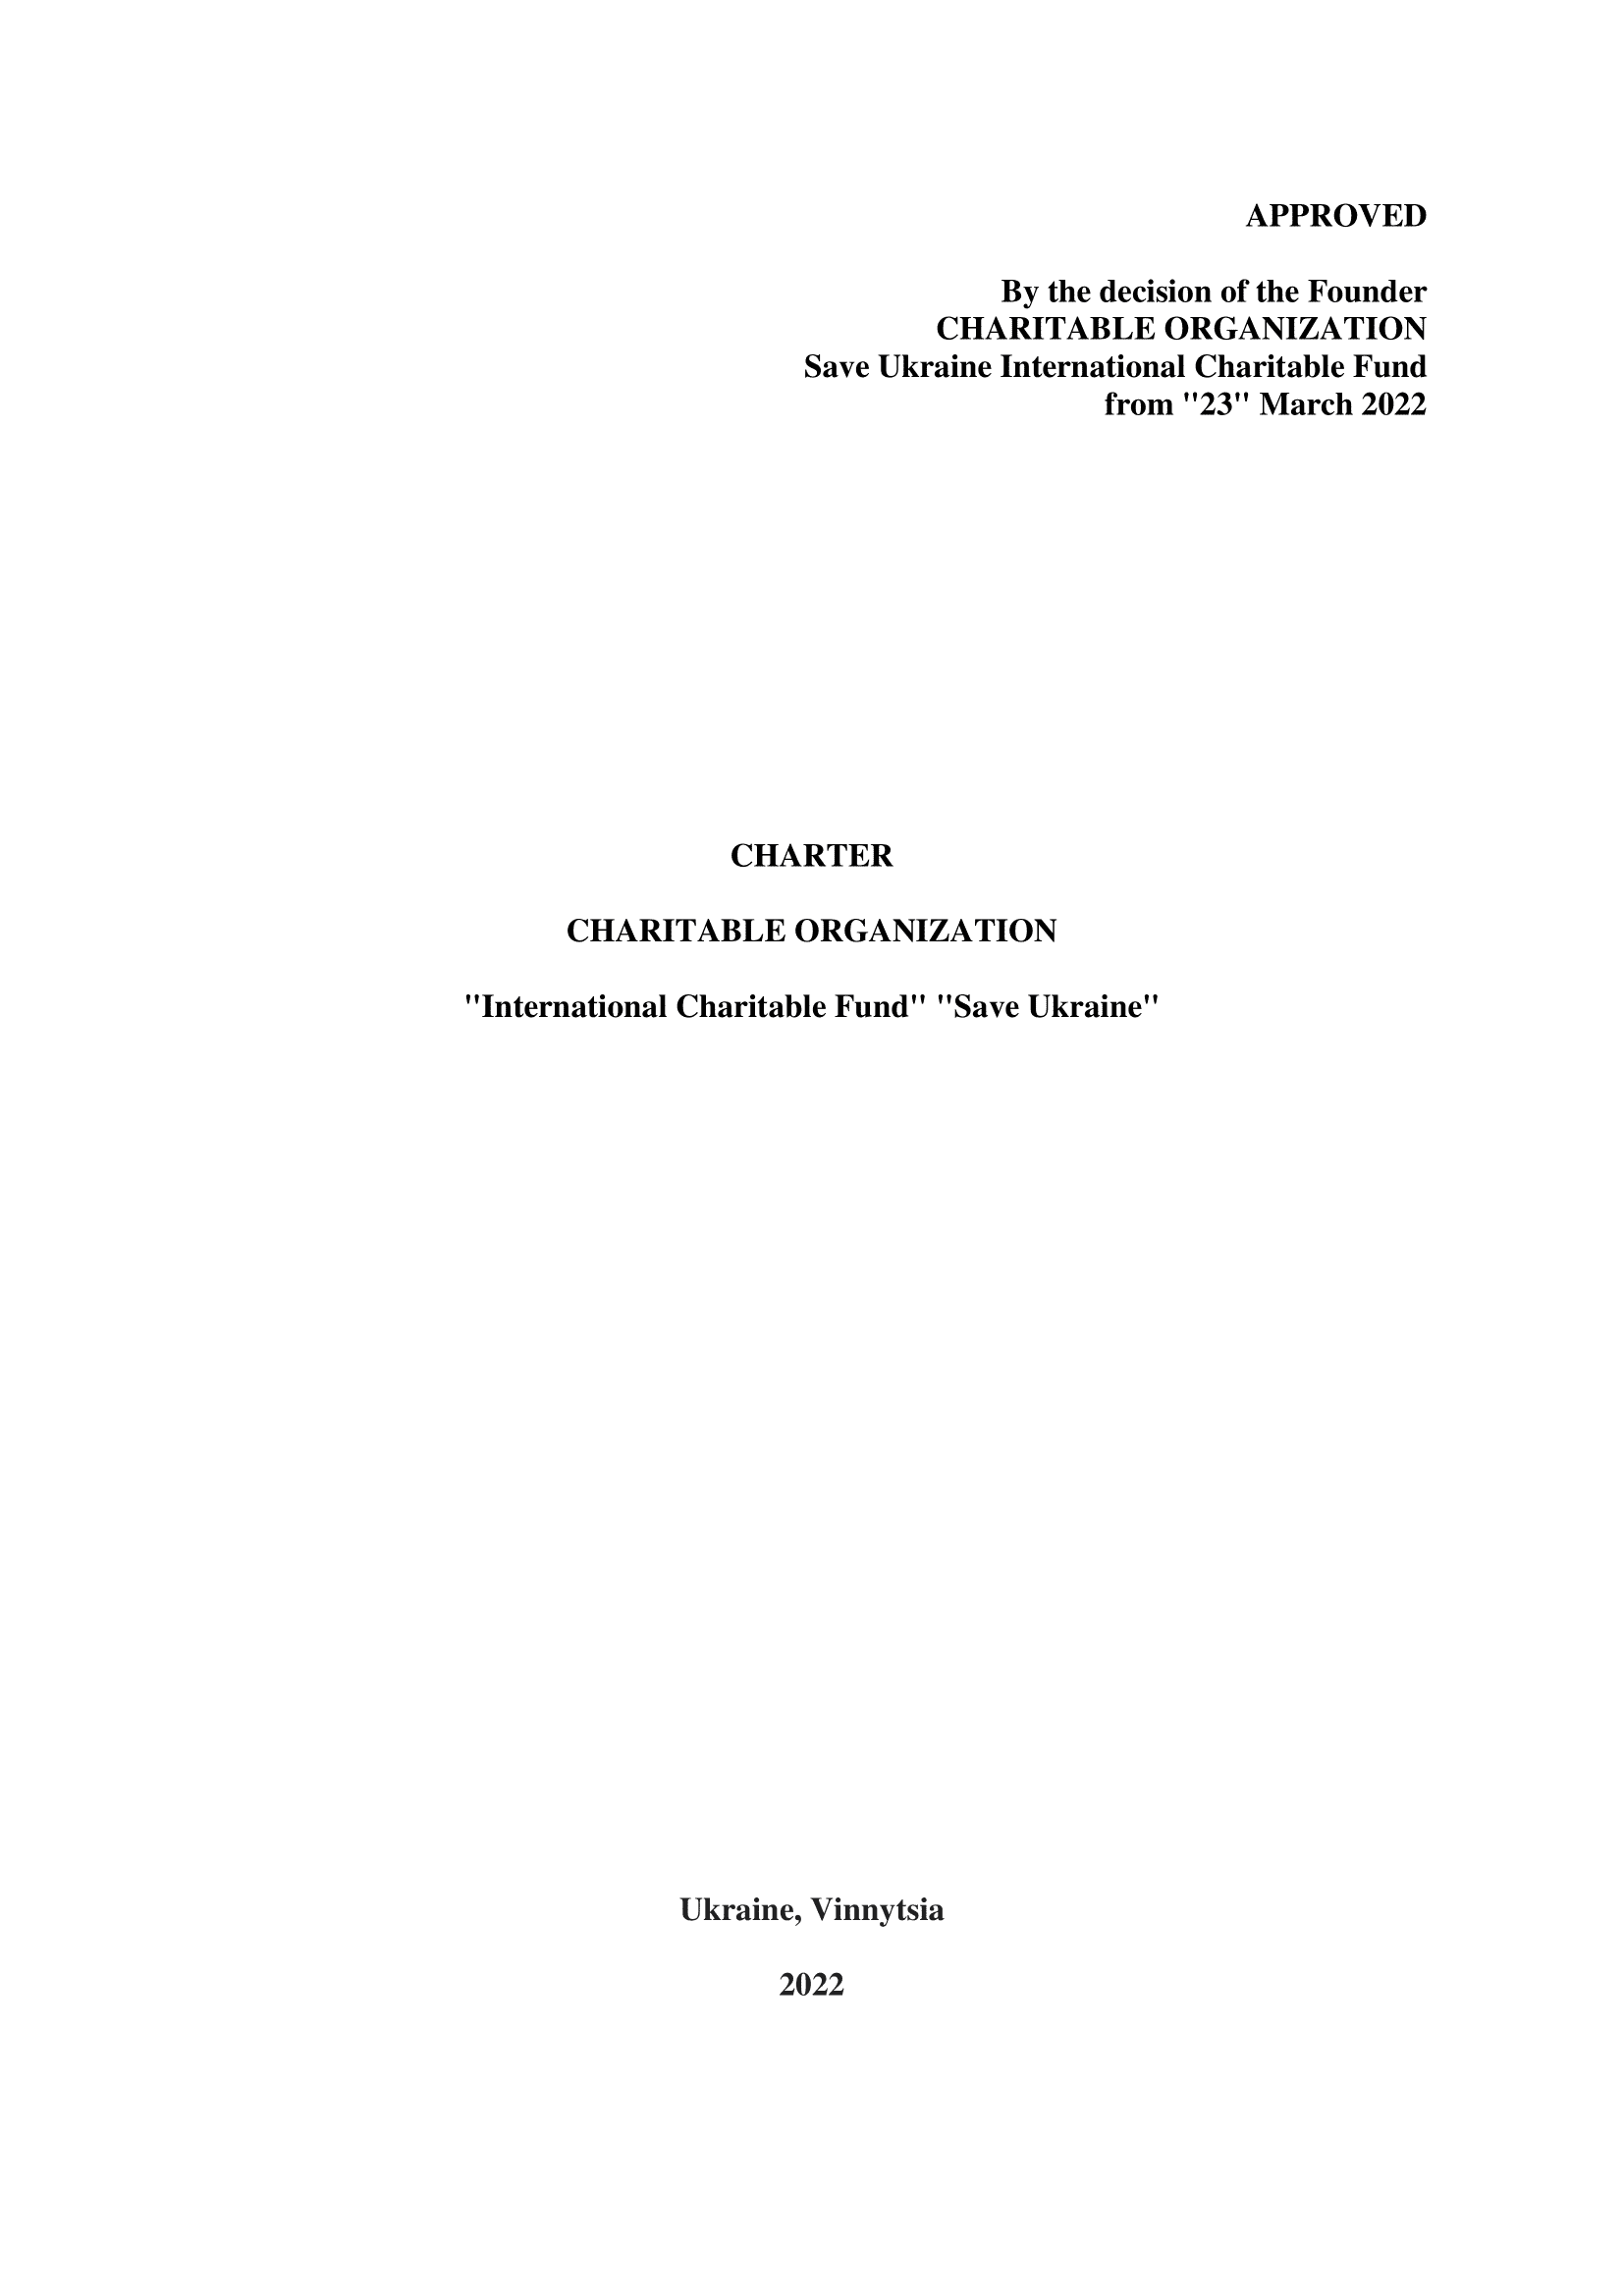 APPROVED
By the decision of the Founder
CHARITABLE ORGANIZATION
Save Ukraine International Charitable Fund
from "23" March 2022
CHARTER
CHARITABLE ORGANIZATION
"International Charitable Fund" "Save Ukraine"
Ukraine, Vinnytsia
2022